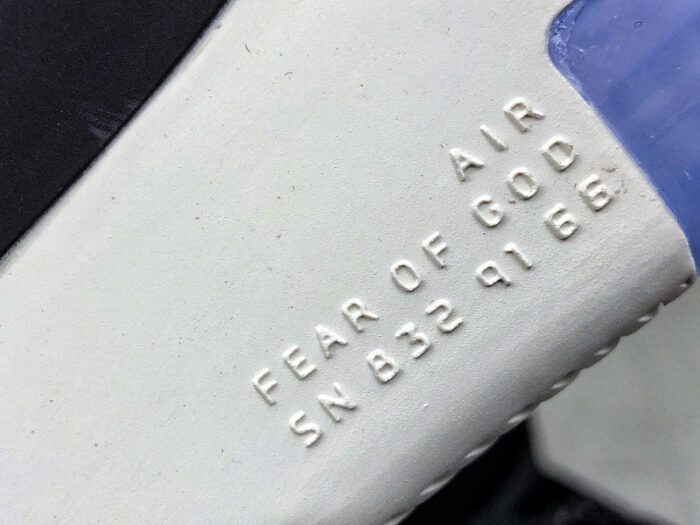 AIR
FEAR OF GOD
SN 832 91 66